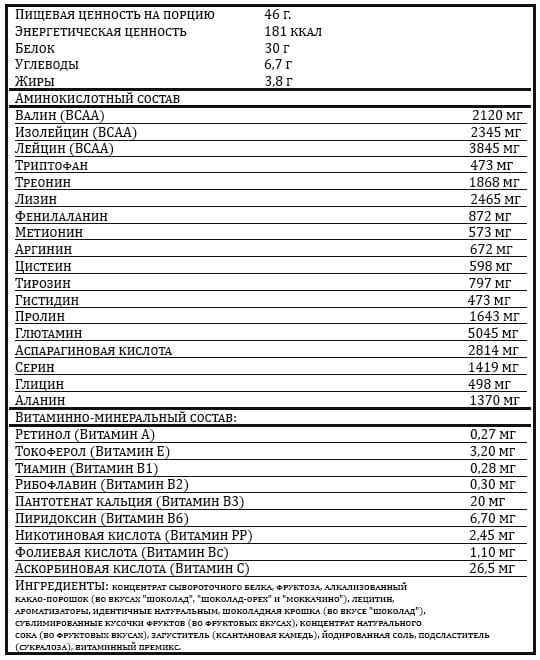 Пищевая ценность на порцию 46 г.
Энергетическая ценность 181 ккал
Белок 30 г
Углеводы 6,7 г
Жиры 3,8 г
Аминокислотный состав
Валин (BCAA) 2120 мг
Изолейцин (BCAA) 2345 мг
Лейцин (BCAA) 3845 мг
Триптофан 473 мг
Треонин 1868 мг
Лизин 2465 мг
Фенилаланин 872 мг
Метионин 573 мг
Аргинин 672 мг
Цистеин 598 мг
Тирозин 797 мг
Гистидин 473 мг
Пролин 1643 мг
Глютамин 5045 мг
Аспарагиновая кислота 2814 мг
Серин 1419 мг
Глицин 498 мг
Аланин 1370 мг
Витаминно-минеральный состав:
Ретинол (Витамин А) 0,27 мг
Токоферол (Витамин Е) 3,20 мг
Тиамин (Витамин В1) 0,28 мг
Рибофлавин (Витамин В2) 0,30 мг
Пантотенат кальция (Витамин В3) 20 мг
Пиридоксин (Витамин В6) 6,70 мг
Никотиновая кислота (Витамин РР) 2,45 мг
Фолиевая кислота (Витамин Вс) 1,10 мг
Аскорбиновая кислота (Витамин С) 26,5 мг
Ингредиенты: концентрат сывороточного белка, фруктоза, алкализованный
какао-порошок (во вкусах "шоколад", "шоколад-орех" и "моккачино"), лецитин,
ароматизаторы, идентичные натуральным, шоколадная крошка (во вкусе "шоколад"),
сублимированные кусочки фруктов (во фруктовых вкусах), концентрат натурального
сока (во фруктовых вкусах), загуститель (ксантановая камедь), йодированная соль, подсластитель
(сукралоза), витаминный премикс.